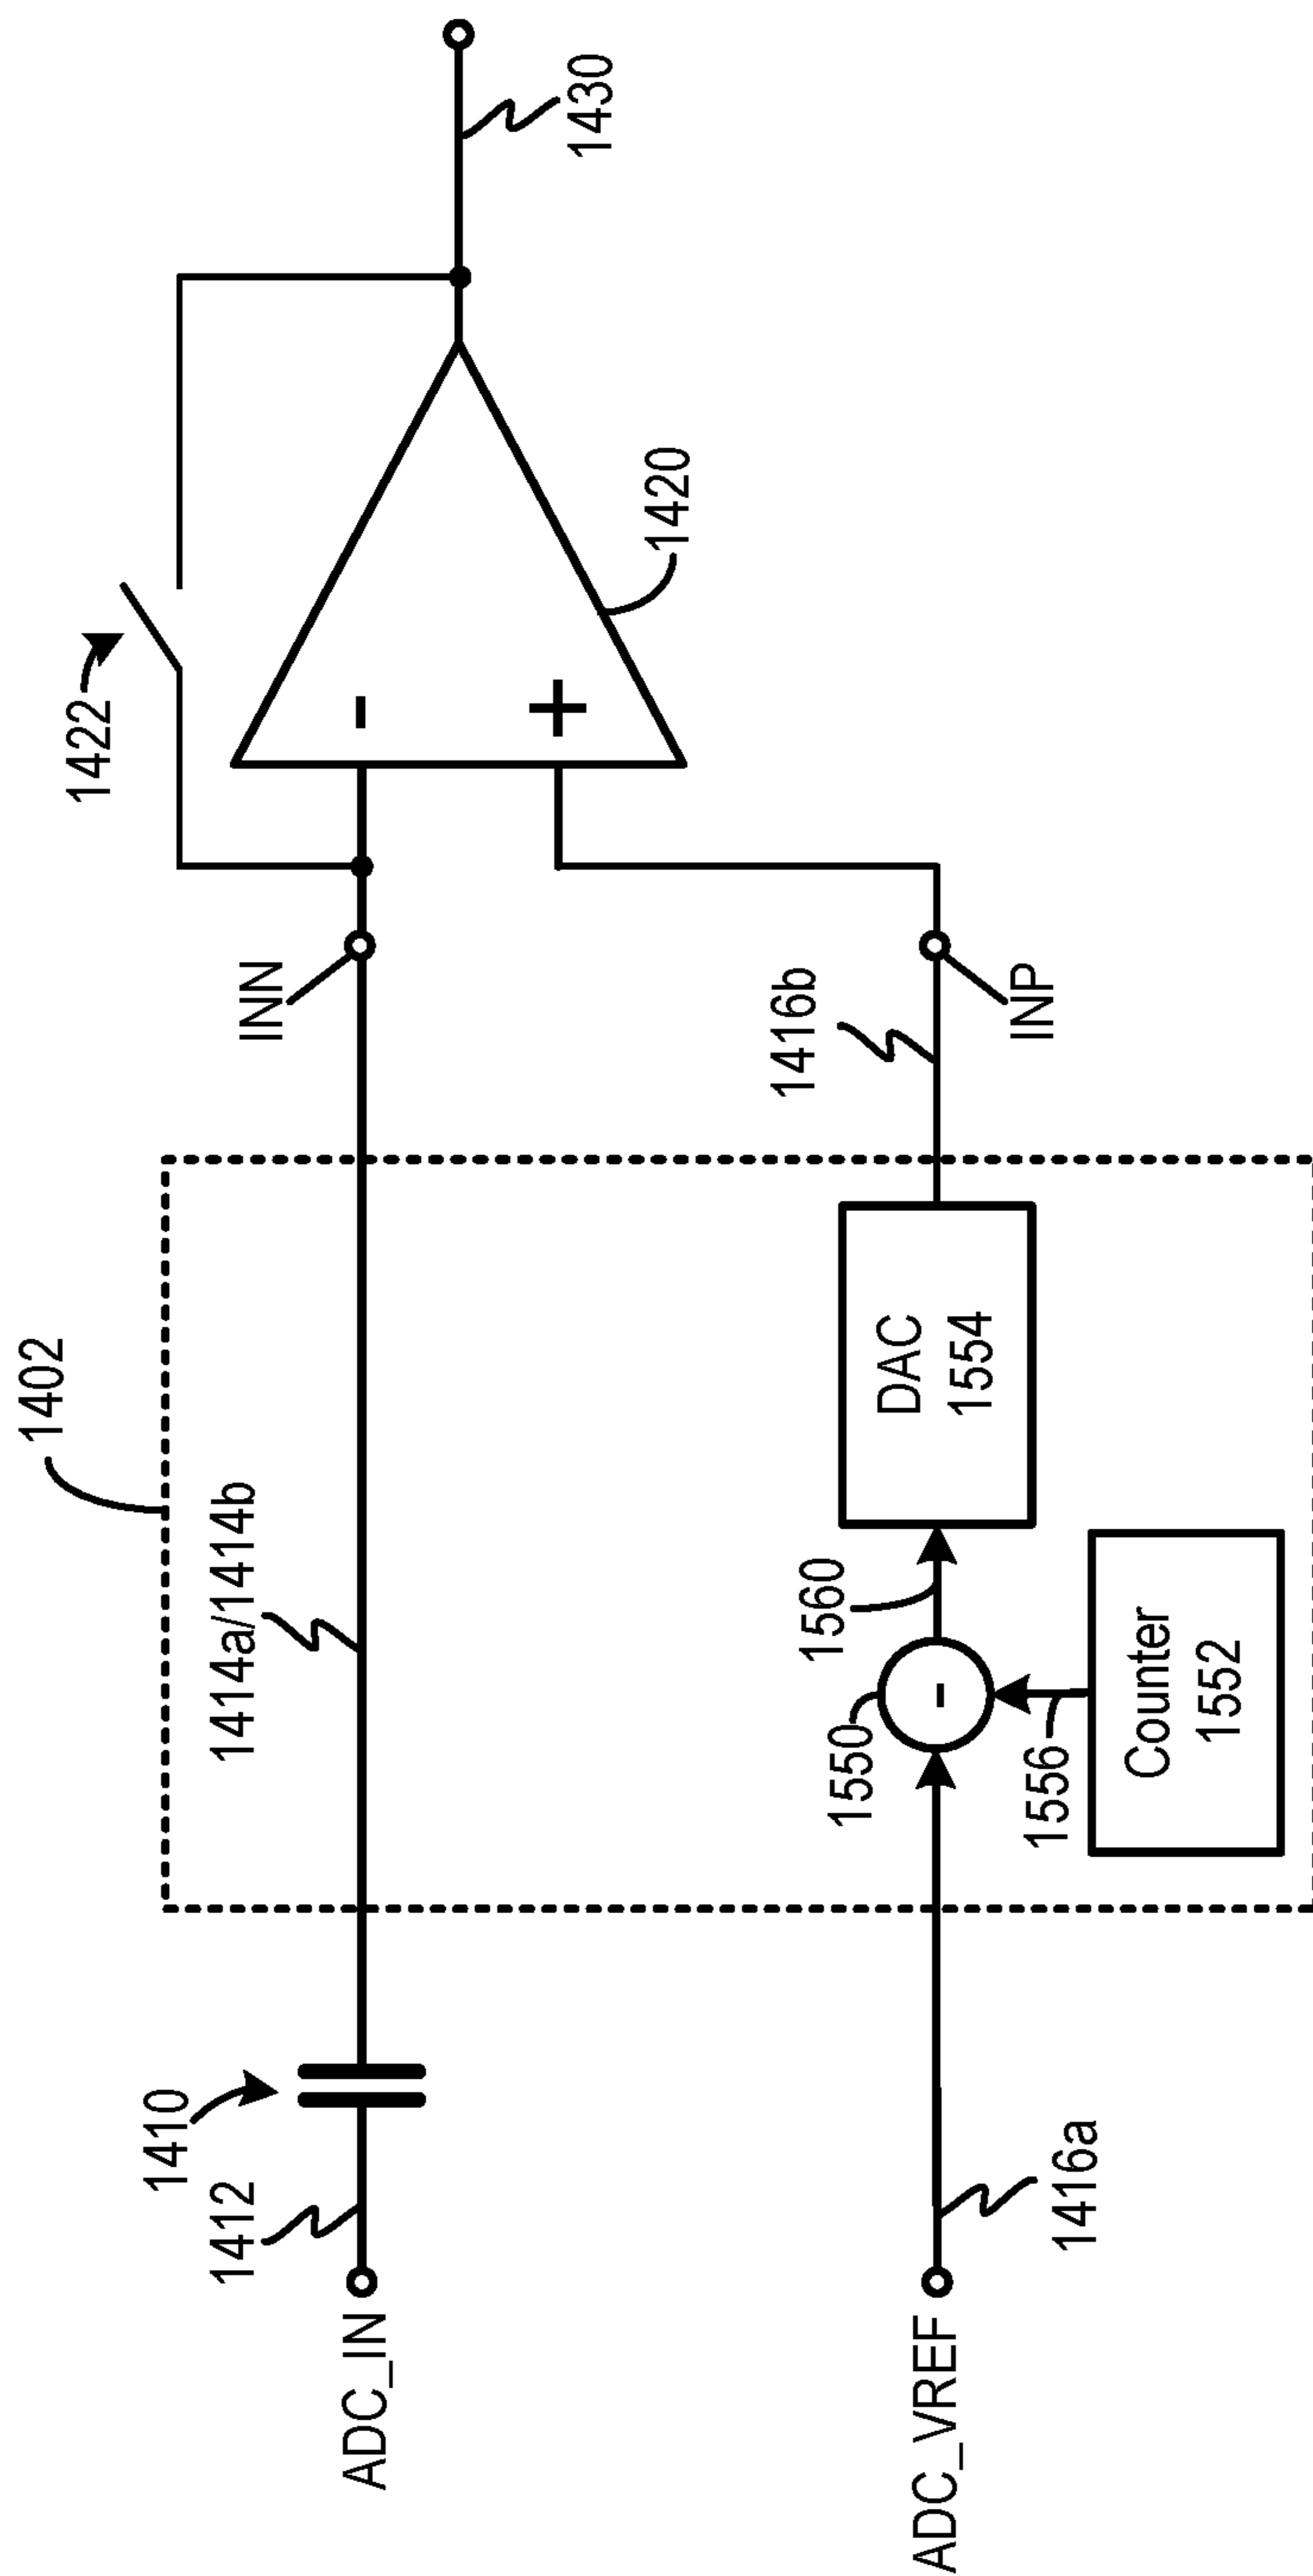 1402
1422
1410
1412
1414a/1414b
INN
1430
ADC_IN
-
+
1420
1550
1560
DAC
1554
1416b
-
1556
Counter
1552
INP
ADC_VREF
1416a